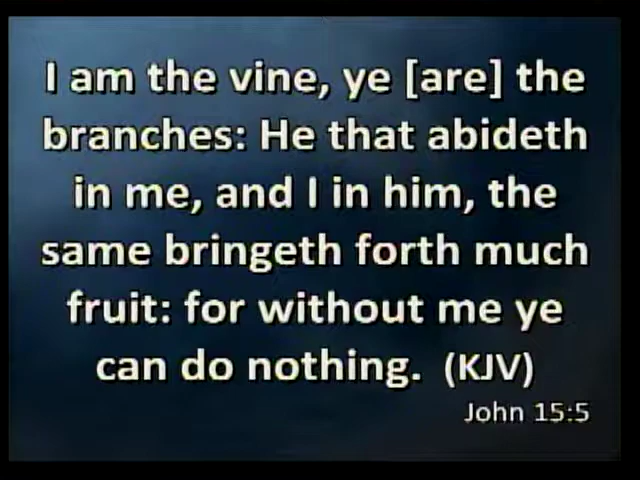 I am the vine, ye [are] the
branches: He that abideth
in me, and I in him, the
same bringeth forth much
fruit: for without me ye
can do nothing. (KJV)
John 15:5